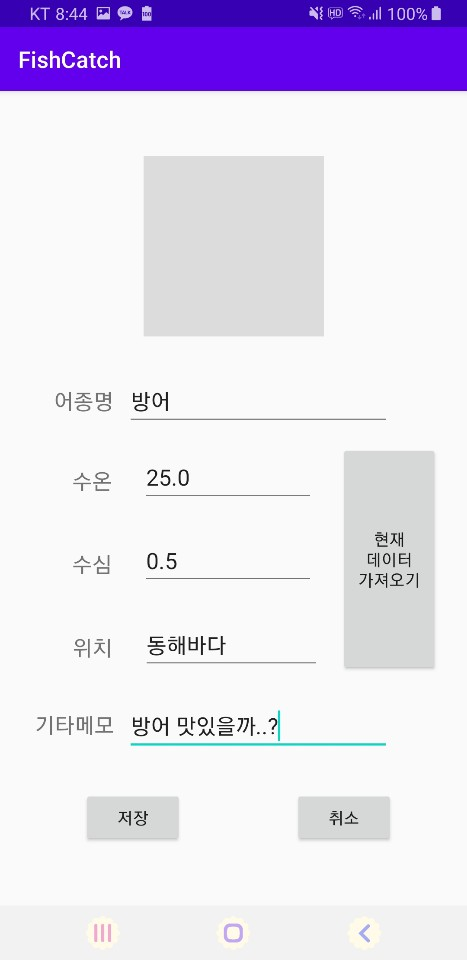 KT 8:44
HD
100%
FishCatch
어종명 방어
수온 25.0
수심 0.5
현재
데이터
가져오기
위치 동해바다
기타메모 방어 맛있을까..?
저장 취소